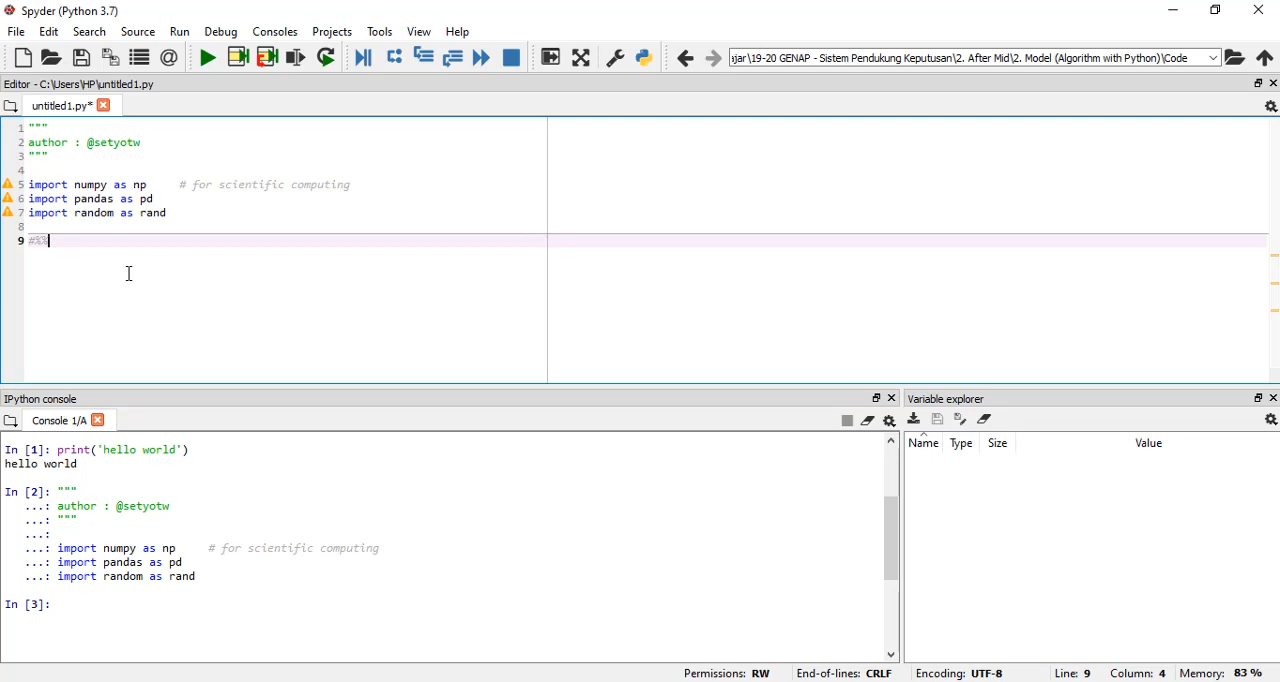 Spyder (Python 3.7)
File Edit Search Source Run Debug Consoles Projects Tools View Help
jar\19-20 GENAP - Sistem Pendukung Keputusan\2. After Mid\2. Model (Algorithm with Python)\Code
Editor - C:\Users\HP\untitled1.py
untitled1.py*
1 """
2 author : @setyotw
3 """
4
5 import numpy as np # for scientific computing
6 import pandas as pd
7 import random as rand
8
9 #%%
IPython console
Console 1/A
In [1]: print('hello world')
hello world
In [2]: """
...: author : @setyotw
...: """
...:
...: import numpy as np # for scientific computing
...: import pandas as pd
...: import random as rand
In [3]:
Variable explorer
Name Type Size Value
Permissions: RW End-of-lines: CRLF Encoding: UTF-8 Line: 9 Column: 4 Memory: 83 %